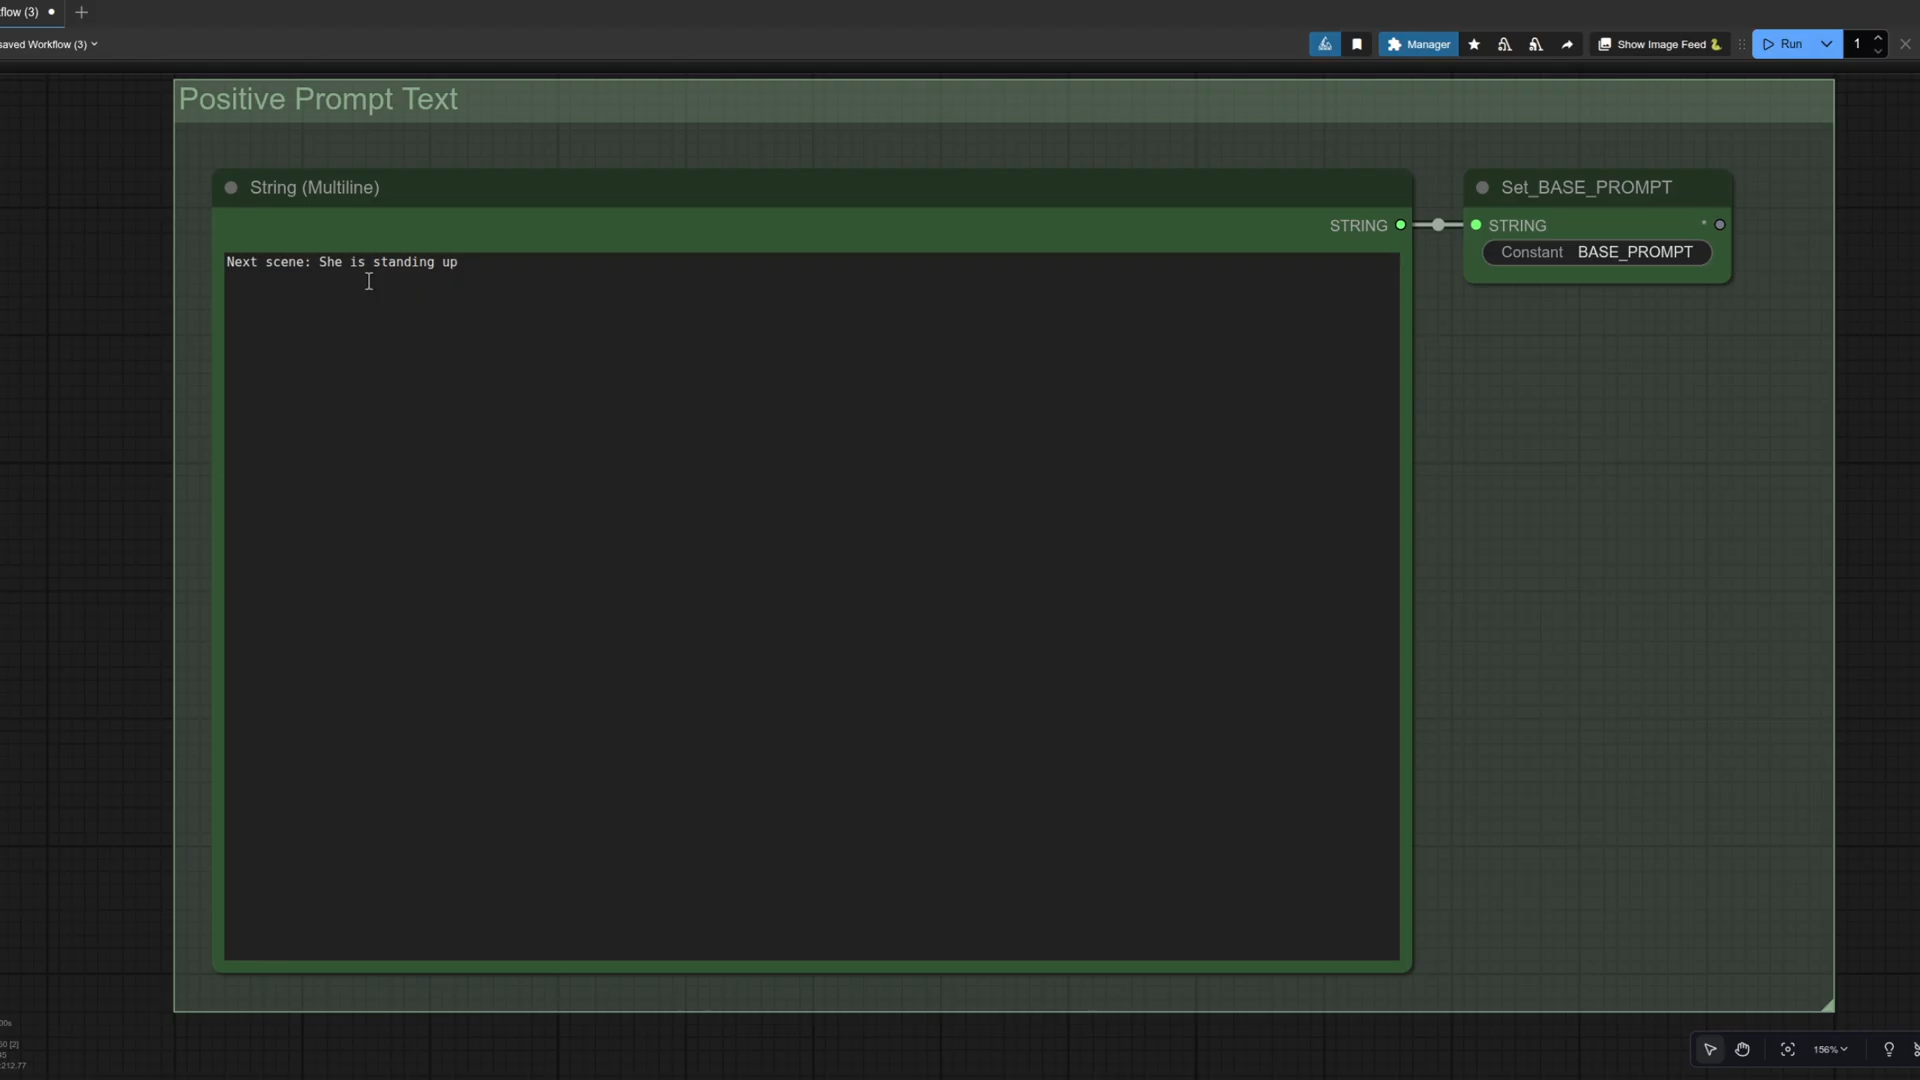 flow (3)
saved Workflow (3)
Manager
Show Image Feed
Run
1
Positive Prompt Text
String (Multiline)
STRING
Next scene: She is standing up
Set_BASE_PROMPT
STRING
*
Constant BASE_PROMPT
156%